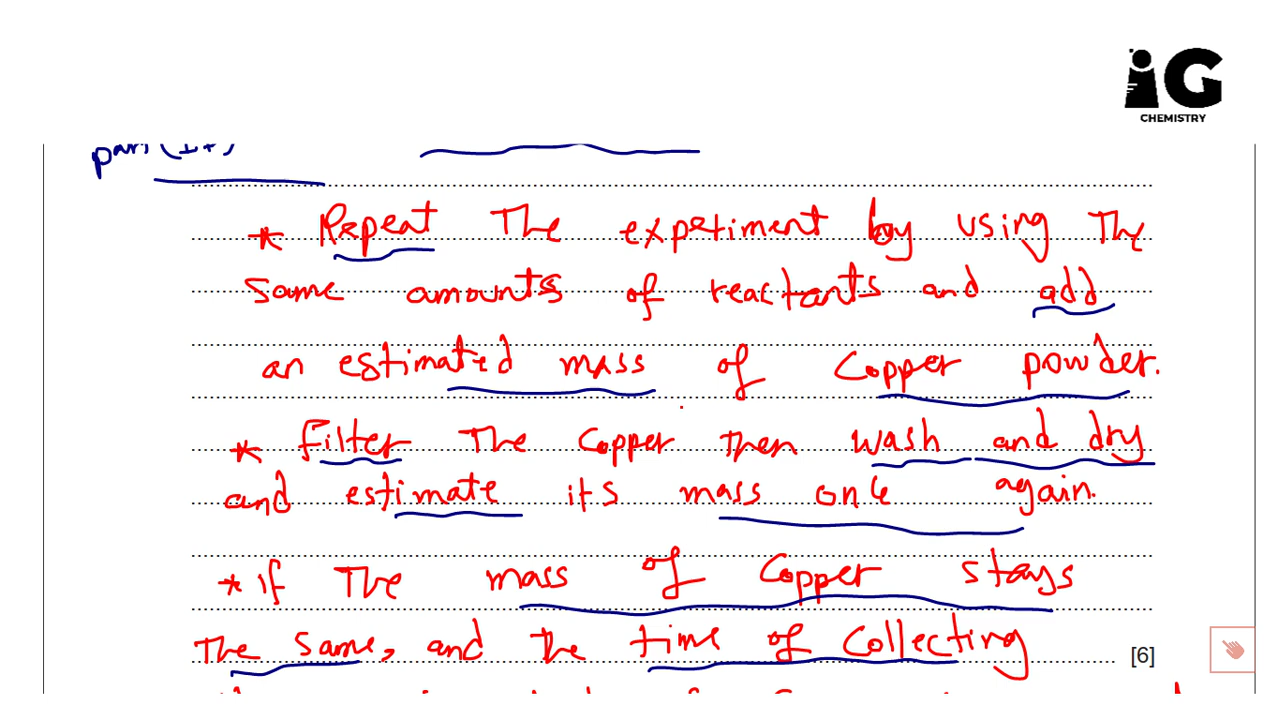 iG
CHEMISTRY
* Repeat The experiment by using The
same amounts of reactants and add
an estimated mass of Copper powder.
* filter The Copper Then wash and dry
and estimate its mass once again.
* if The mass of Copper stays
The same, and the time of Collecting
[6]